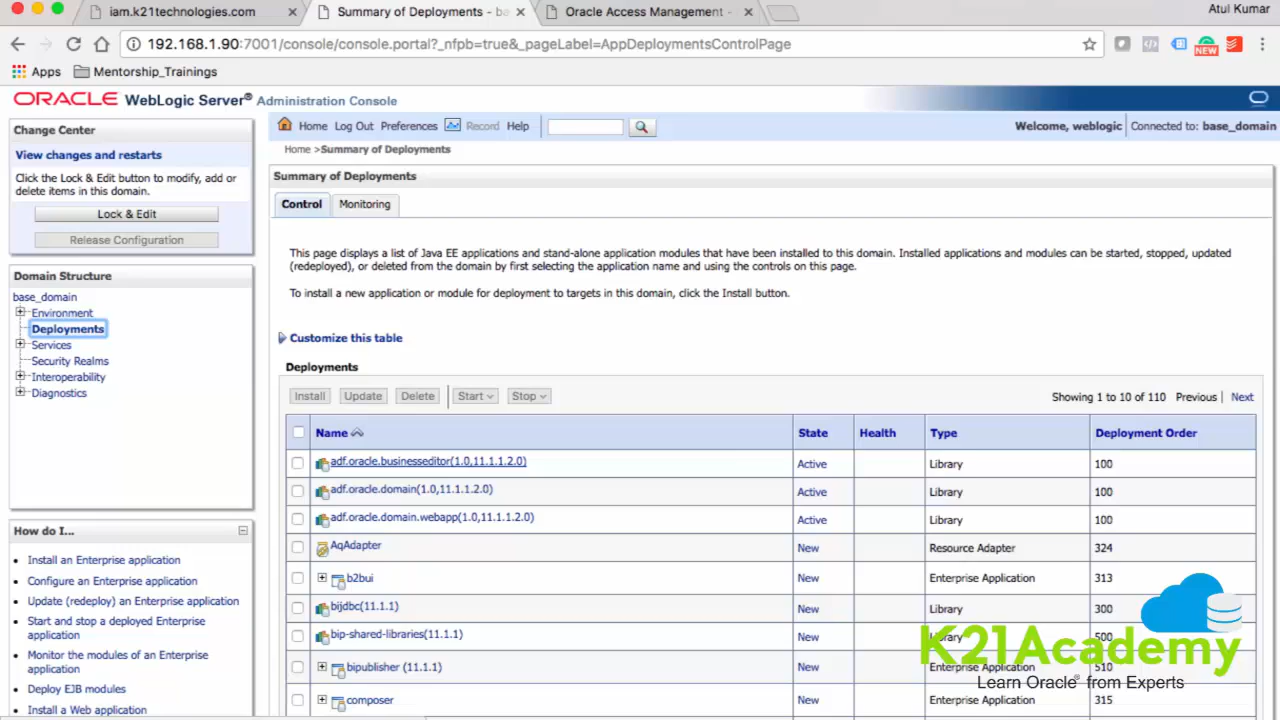 iam.k21technologies.com
Summary of Deployments - ba
Oracle Access Management -
Atul Kumar
192.168.1.90:7001/console/console.portal?_nfpb=true&_pageLabel=AppDeploymentsControlPage
NEW
Apps
Mentorship_Trainings
ORACLE WebLogic Server® Administration Console
Change Center
View changes and restarts
Click the Lock & Edit button to modify, add or
delete items in this domain.
Lock & Edit
Release Configuration
Domain Structure
base_domain
Environment
Deployments
Services
Security Realms
Interoperability
Diagnostics
How do I...
Install an Enterprise application
Configure an Enterprise application
Update (redeploy) an Enterprise application
Start and stop a deployed Enterprise
application
Monitor the modules of an Enterprise
application
Deploy EJB modules
Install a Web application
Home Log Out Preferences Record Help
Welcome, weblogic Connected to: base_domain
Home >Summary of Deployments
Summary of Deployments
Control Monitoring
This page displays a list of Java EE applications and stand-alone application modules that have been installed to this domain. Installed applications and modules can be started, stopped, updated
(redeployed), or deleted from the domain by first selecting the application name and using the controls on this page.
To install a new application or module for deployment to targets in this domain, click the Install button.
Customize this table
Deployments
Install Update Delete Start Stop
Showing 1 to 10 of 110 Previous | Next
Name State Health Type Deployment Order
adf.oracle.businesseditor(1.0,11.1.1.2.0) Active Library 100
adf.oracle.domain(1.0,11.1.1.2.0) Active Library 100
adf.oracle.domain.webapp(1.0,11.1.1.2.0) Active Library 100
AqAdapter New Resource Adapter 324
b2bui New Enterprise Application 313
bijdbc(11.1.1) New Library 300
bip-shared-libraries(11.1.1) New Library 500
bipublisher (11.1.1) New Enterprise Application 510
composer New Enterprise Application 315
K21Academy
Learn Oracle® from Experts